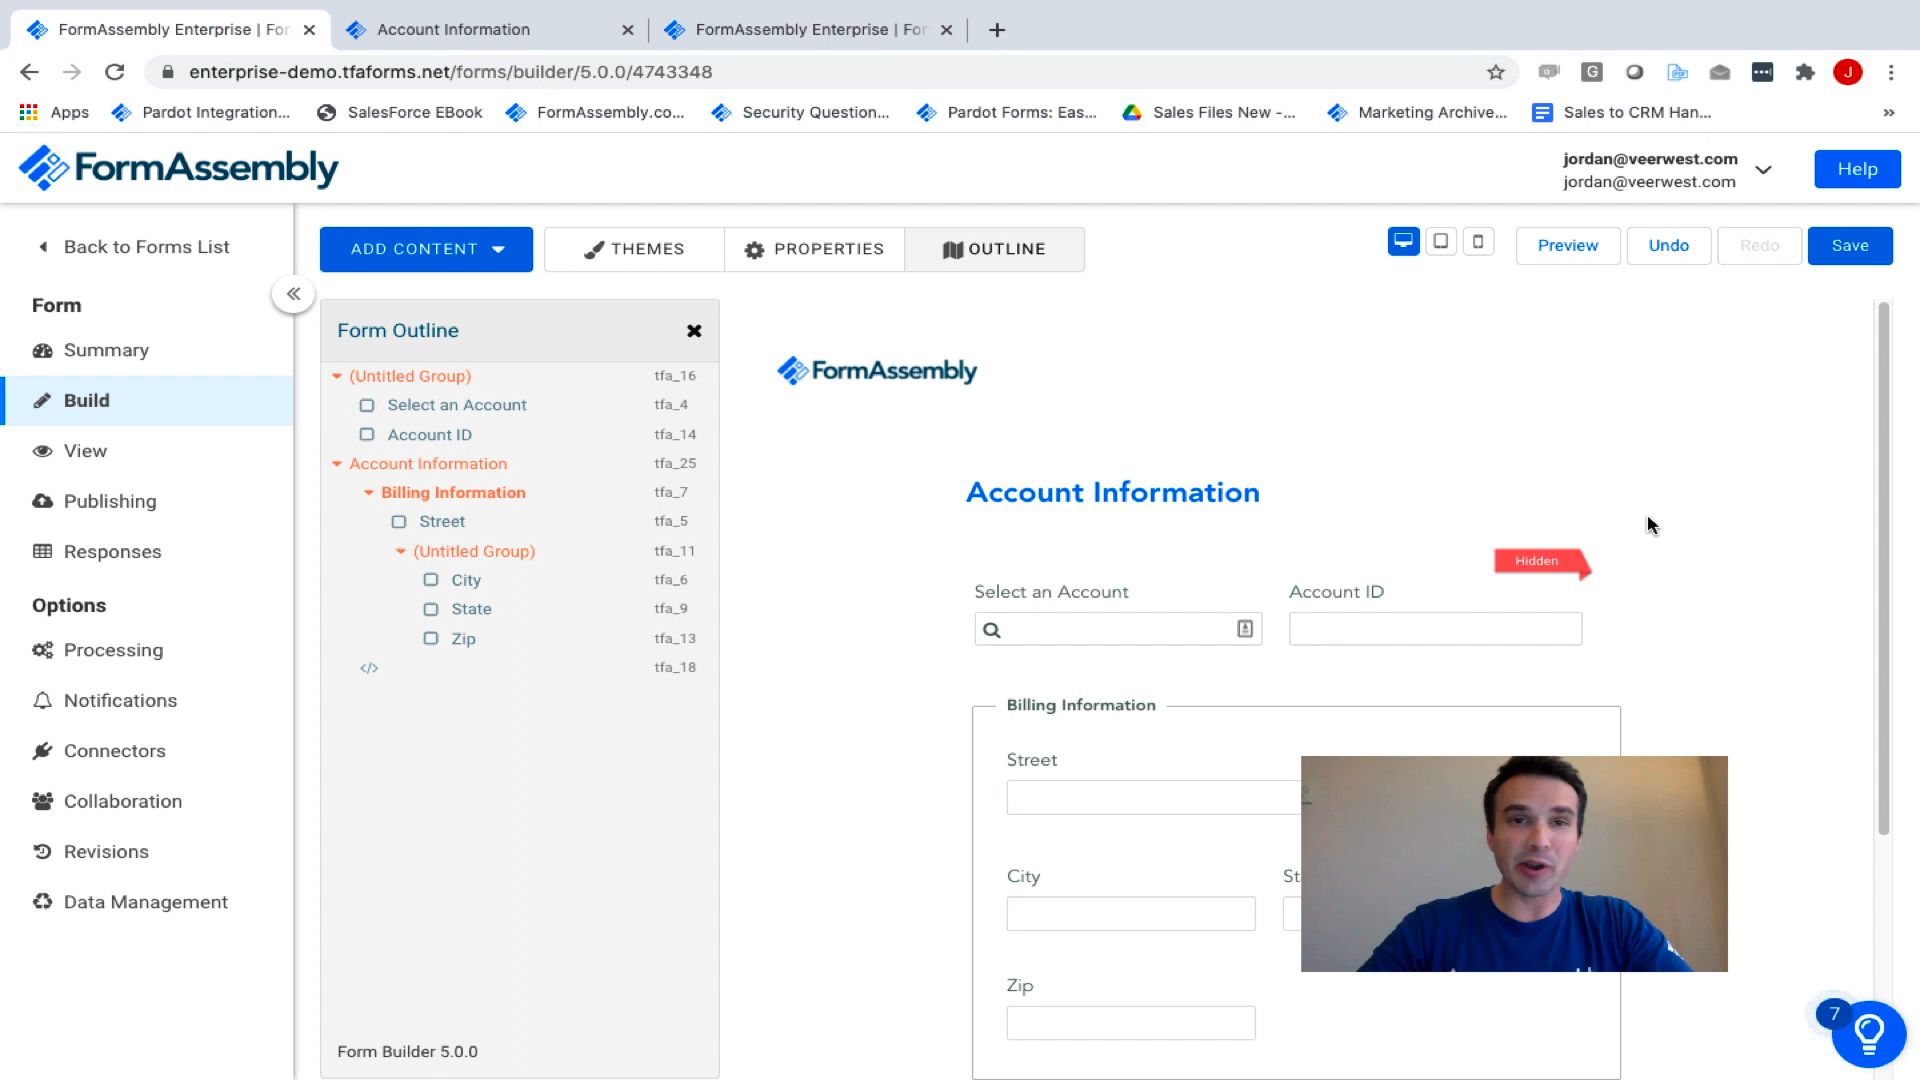 FormAssembly Enterprise | For
Account Information
FormAssembly Enterprise | For
enterprise-demo.tfaforms.net/forms/builder/5.0.0/4743348
G
J
Apps
Pardot Integration...
SalesForce EBook
FormAssembly.co...
Security Question...
Pardot Forms: Eas...
Sales Files New -...
Marketing Archive...
Sales to CRM Han...
»
FormAssembly
jordan@veerwest.com
jordan@veerwest.com
Help
Back to Forms List
Form
Summary
Build
View
Publishing
Responses
Options
Processing
Notifications
Connectors
Collaboration
Revisions
Data Management
ADD CONTENT
THEMES
PROPERTIES
OUTLINE
Preview
Undo
Redo
Save
Form Outline
(Untitled Group) tfa_16
Select an Account tfa_4
Account ID tfa_14
Account Information tfa_25
Billing Information tfa_7
Street tfa_5
(Untitled Group) tfa_11
City tfa_6
State tfa_9
Zip tfa_13
</> tfa_18
Form Builder 5.0.0
FormAssembly
Account Information
Hidden
Select an Account
Account ID
Billing Information
Street
City
St
Zip
7